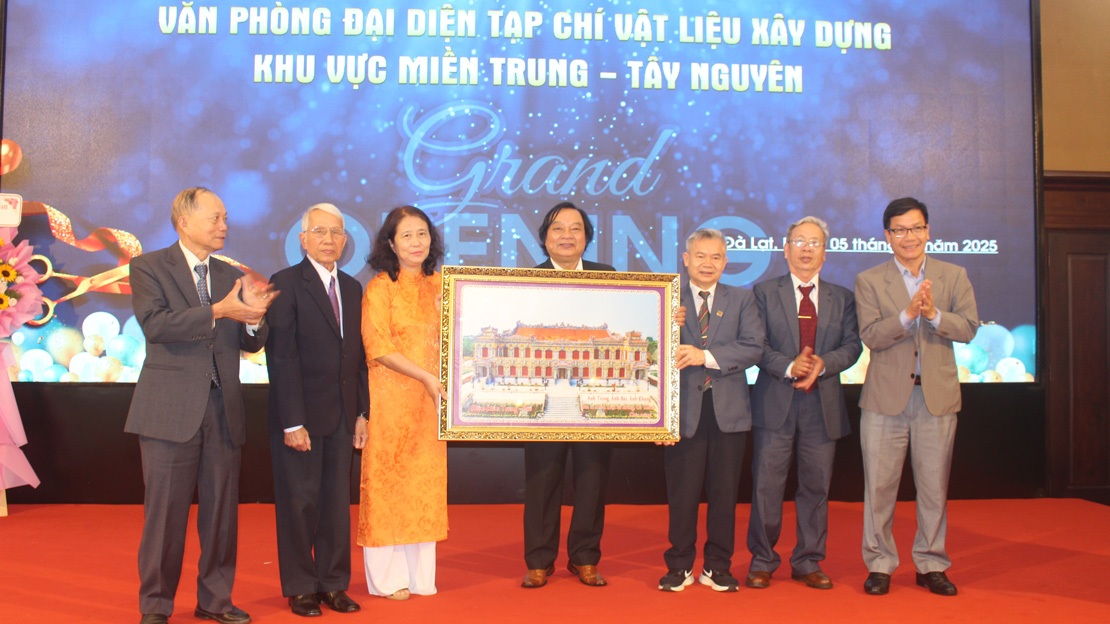 VĂN PHÒNG ĐẠI DIỆN TẠP CHÍ VẬT LIỆU XÂY DỰNG
KHU VỰC MIỀN TRUNG – TÂY NGUYÊN
Grand
OPENING
Đà Lạt, 05 năm 2025